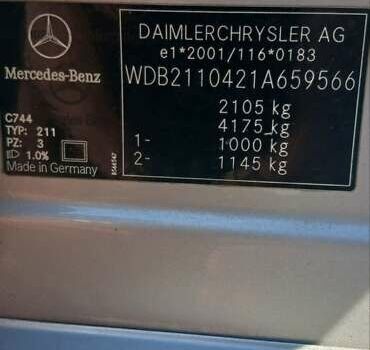 Mercedes-Benz
C744
TYP: 211
PZ: 3
1.0%
Made in Germany
DAIMLERCHRYSLER AG
e1*2001/116*0183
WDB2110421A659566
2105 kg
4175 kg
1- 1000 kg
2- 1145 kg